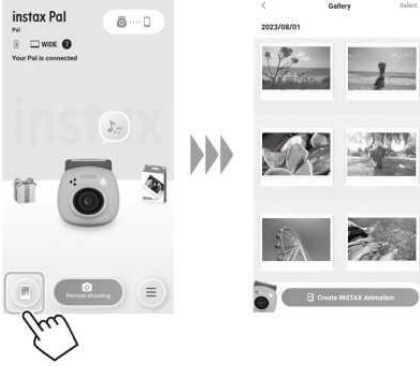 instax Pal
Pal
WIDE ?
Your Pal is connected
instax
Remote shooting
Gallery
Select
2023/08/01
Create INSTAX Animation